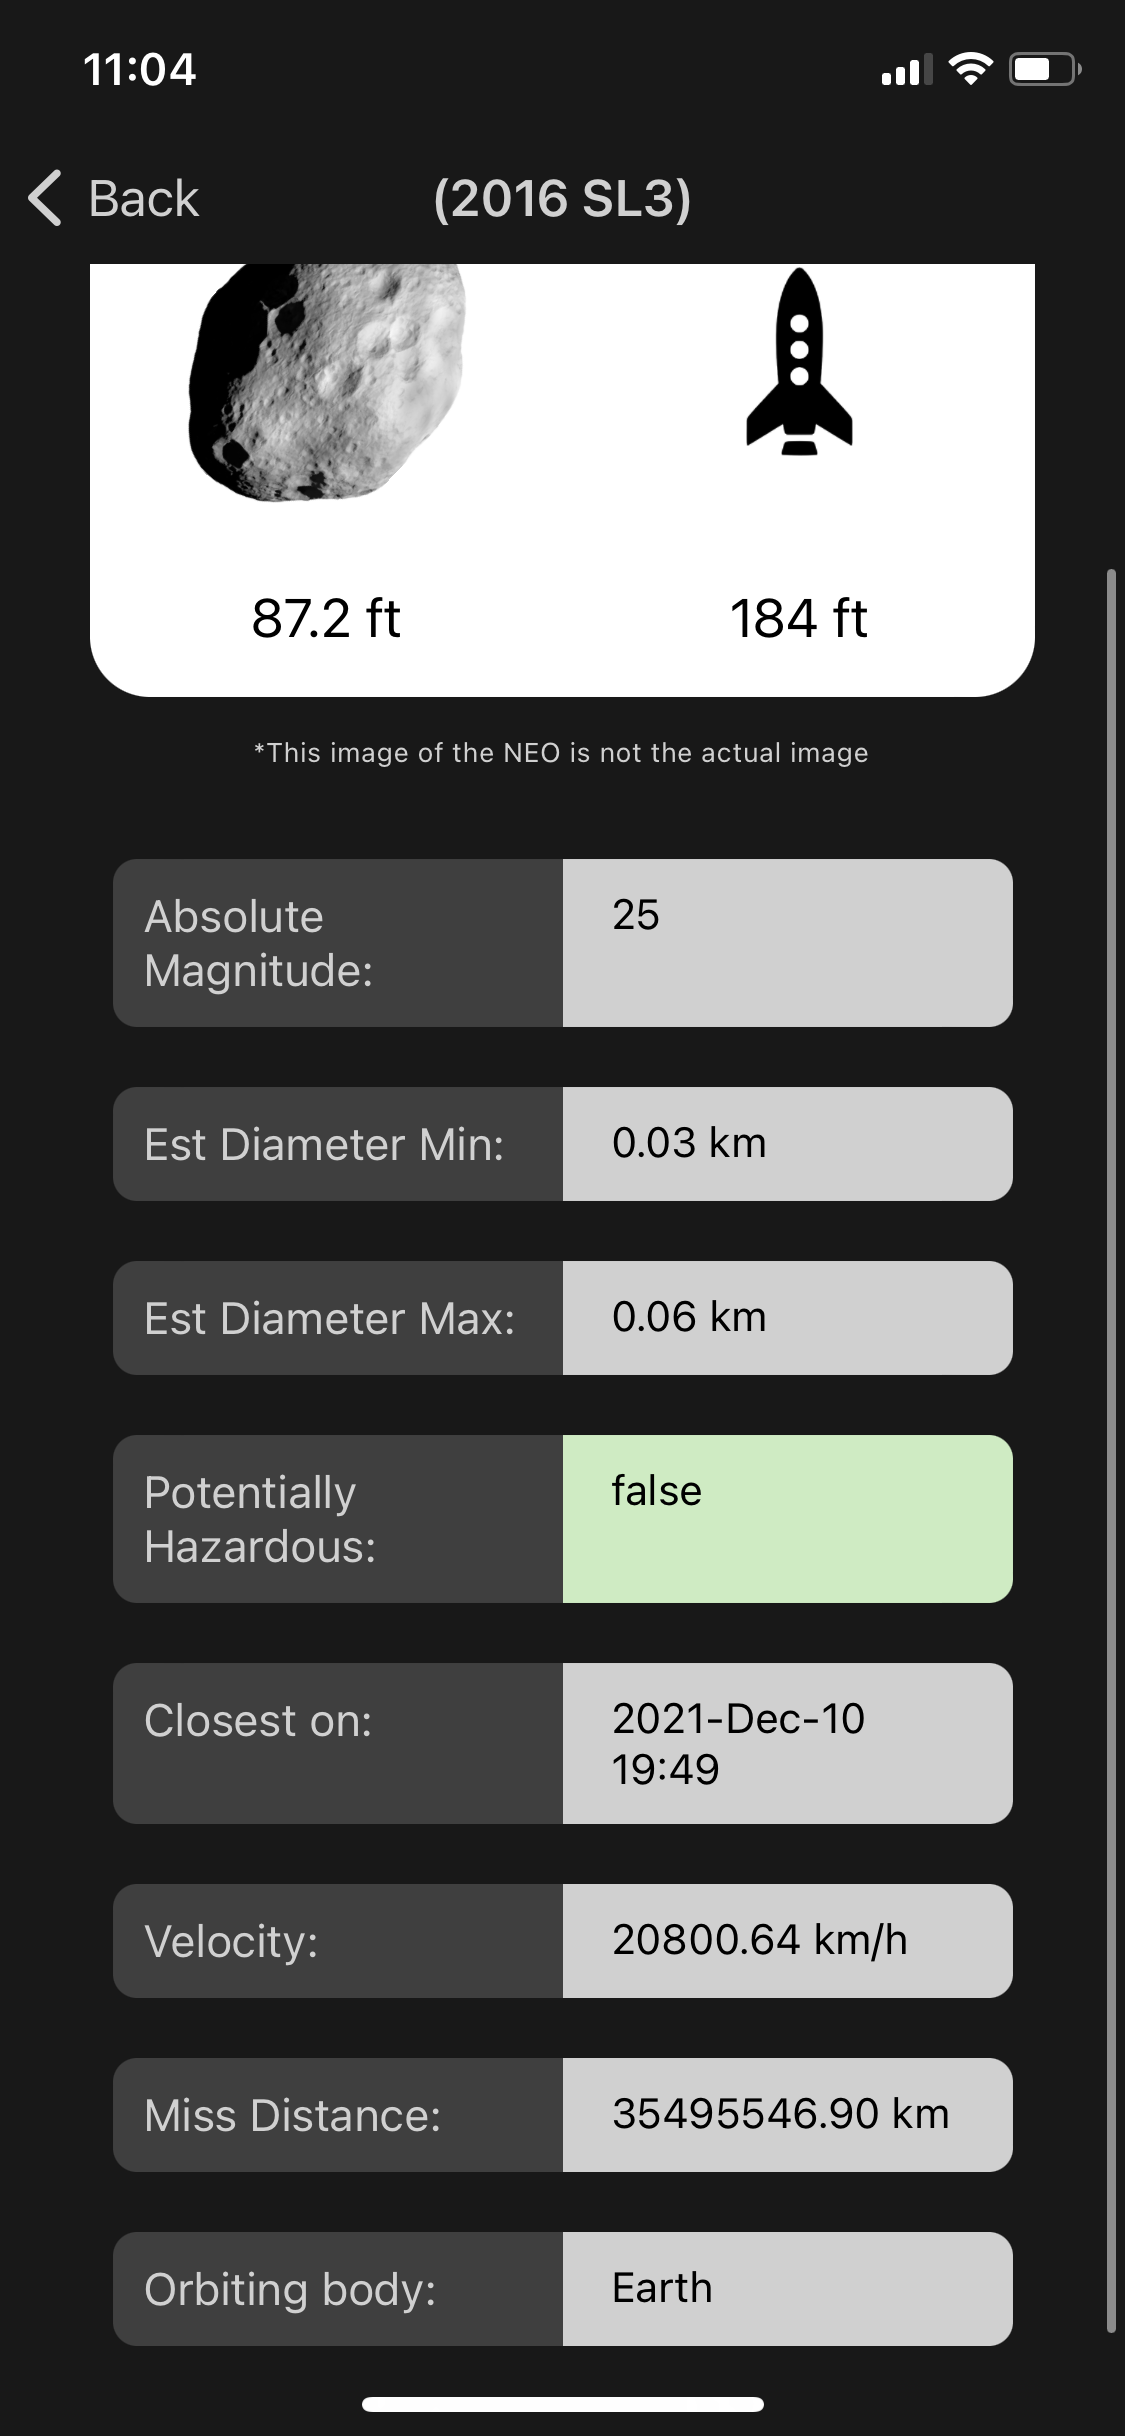 11:04
Back
(2016 SL3)
87.2 ft
184 ft
*This image of the NEO is not the actual image
Absolute
Magnitude:
25
Est Diameter Min:
0.03 km
Est Diameter Max:
0.06 km
Potentially
Hazardous:
false
Closest on:
2021-Dec-10
19:49
Velocity:
20800.64 km/h
Miss Distance:
35495546.90 km
Orbiting body:
Earth